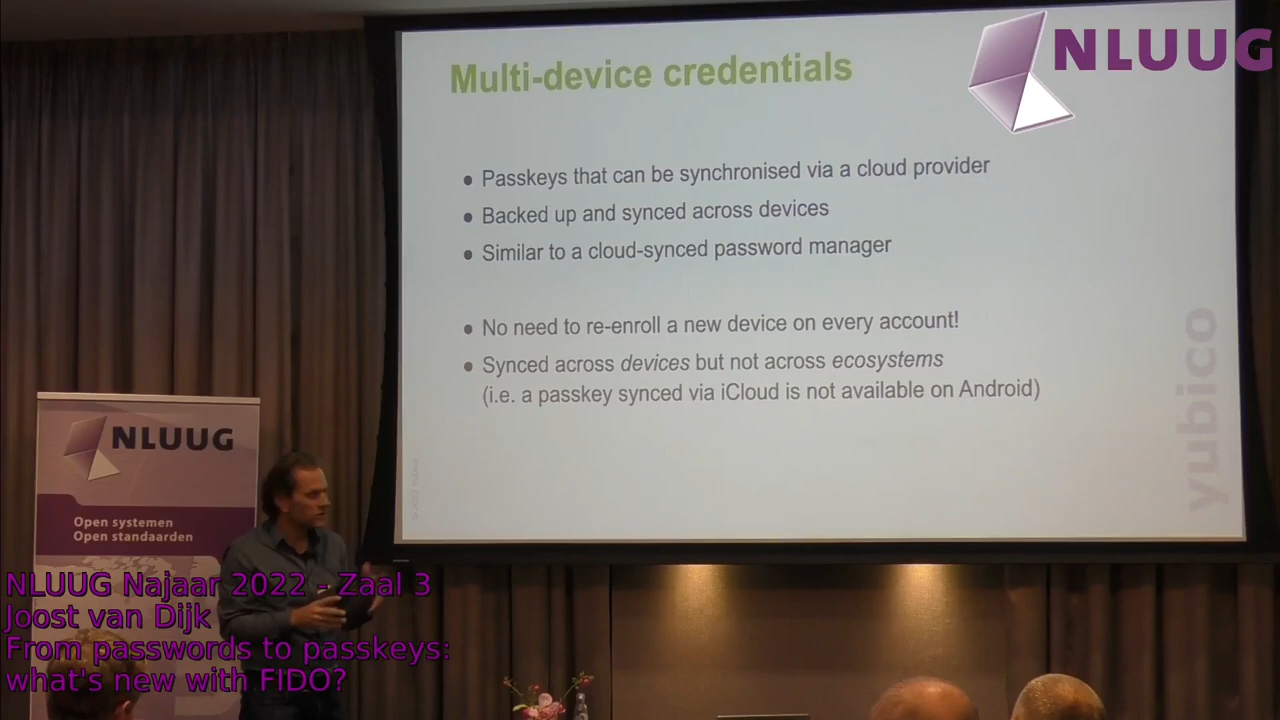 NLUUG
Multi-device credentials
Passkeys that can be synchronised via a cloud provider
Backed up and synced across devices
Similar to a cloud-synced password manager
No need to re-enroll a new device on every account!
Synced across devices but not across ecosystems
(i.e. a passkey synced via iCloud is not available on Android)
yubico
© 2022 Yubico
NLUUG
Open systemen
Open standaarden
NLUUG Najaar 2022 - Zaal 3
Joost van Dijk
From passwords to passkeys:
what's new with FIDO?